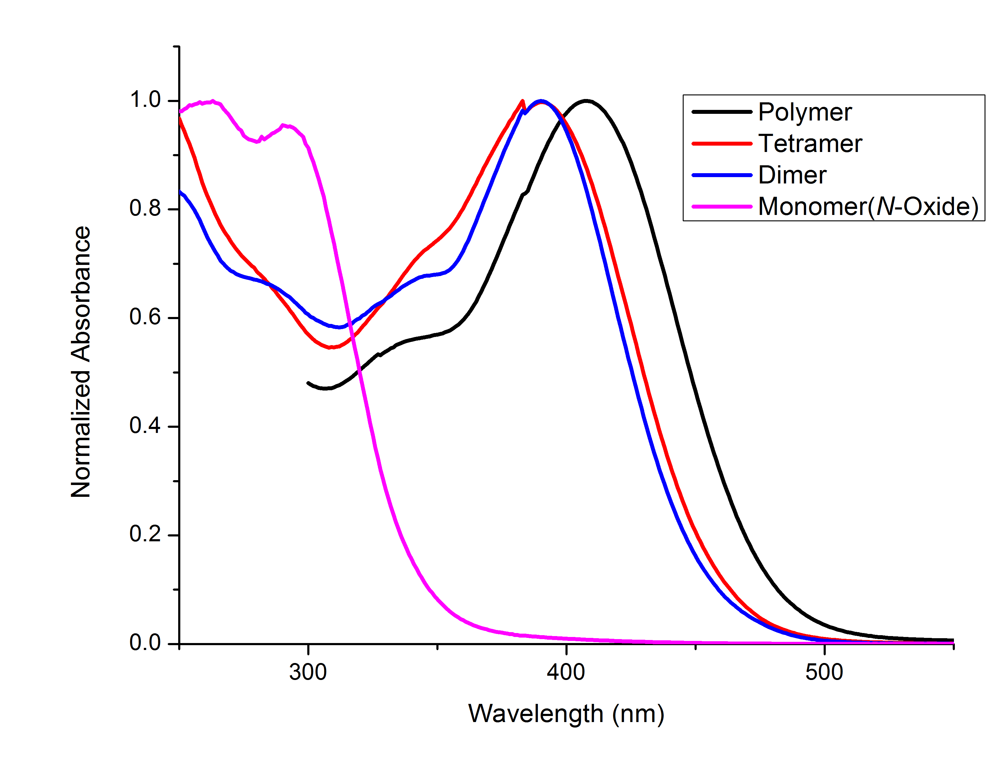 1.0
0.8
0.6
0.4
0.2
0.0
Normalized Absorbance
300
400
500
Wavelength (nm)
Polymer
Tetramer
Dimer
Monomer(N-Oxide)